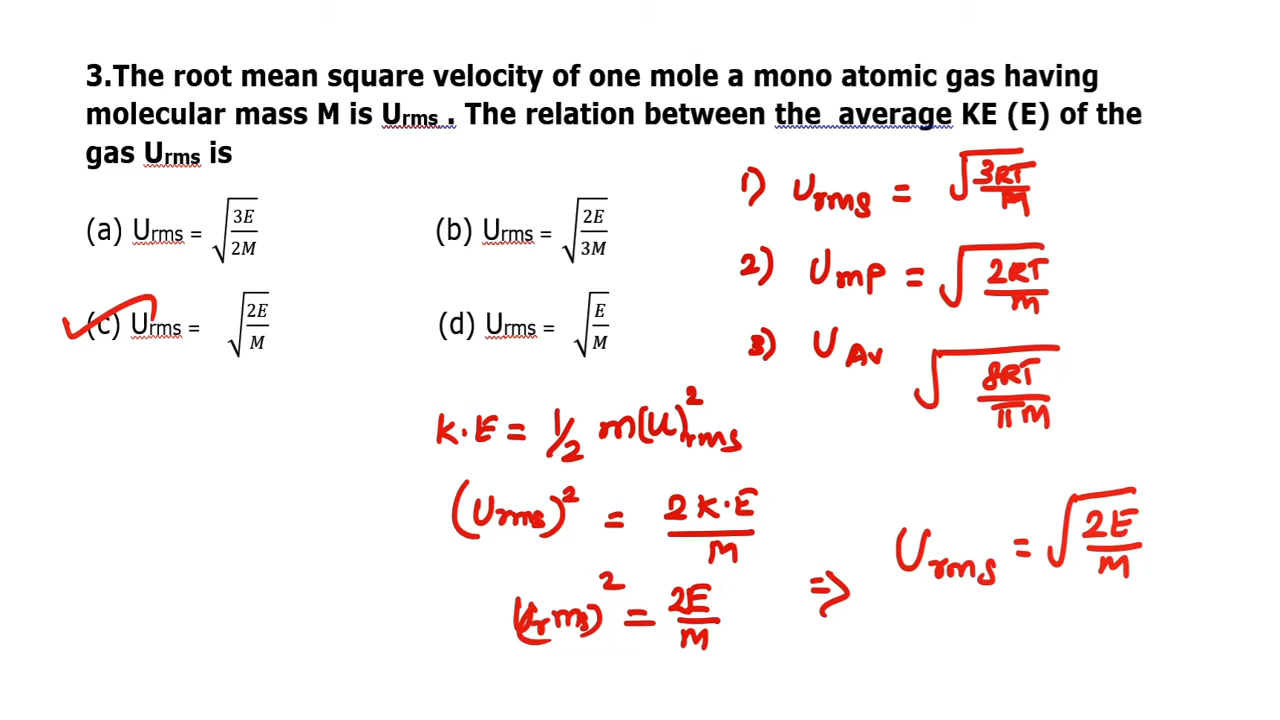 3.The root mean square velocity of one mole a mono atomic gas having
molecular mass M is Urms . The relation between the average KE (E) of the
gas Urms is
(a) Urms = √(3E/2M)
(b) Urms = √(2E/3M)
(c) Urms = √(2E/M)
(d) Urms = √(E/M)
1) Urms = √(3RT/M)
2) Ump = √(2RT/m)
3) UAv √(8RT/πM)
K.E = 1/2 m(U)²rms
(Urms)² = 2K.E/M
(Urms)² = 2E/M
⇒ Urms = √(2E/M)